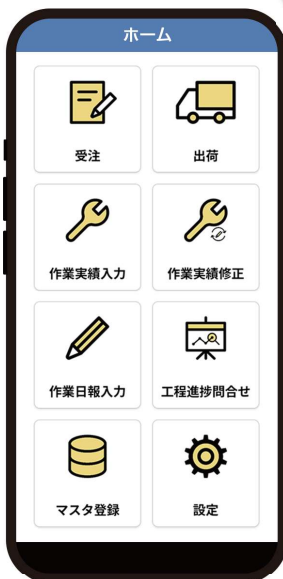 ホーム
受注
出荷
作業実績入力
作業実績修正
作業日報入力
工程進捗問合せ
マスタ登録
設定